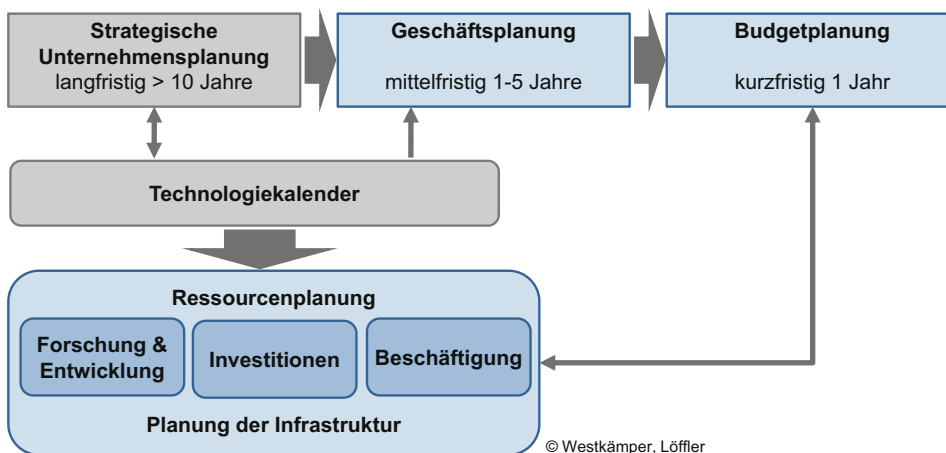 Strategische
Unternehmensplanung
langfristig > 10 Jahre
Geschäftsplanung
mittelfristig 1-5 Jahre
Budgetplanung
kurzfristig 1 Jahr
Technologiekalender
Ressourcenplanung
Forschung &
Entwicklung
Investitionen
Beschäftigung
Planung der Infrastruktur
© Westkämper, Löffler